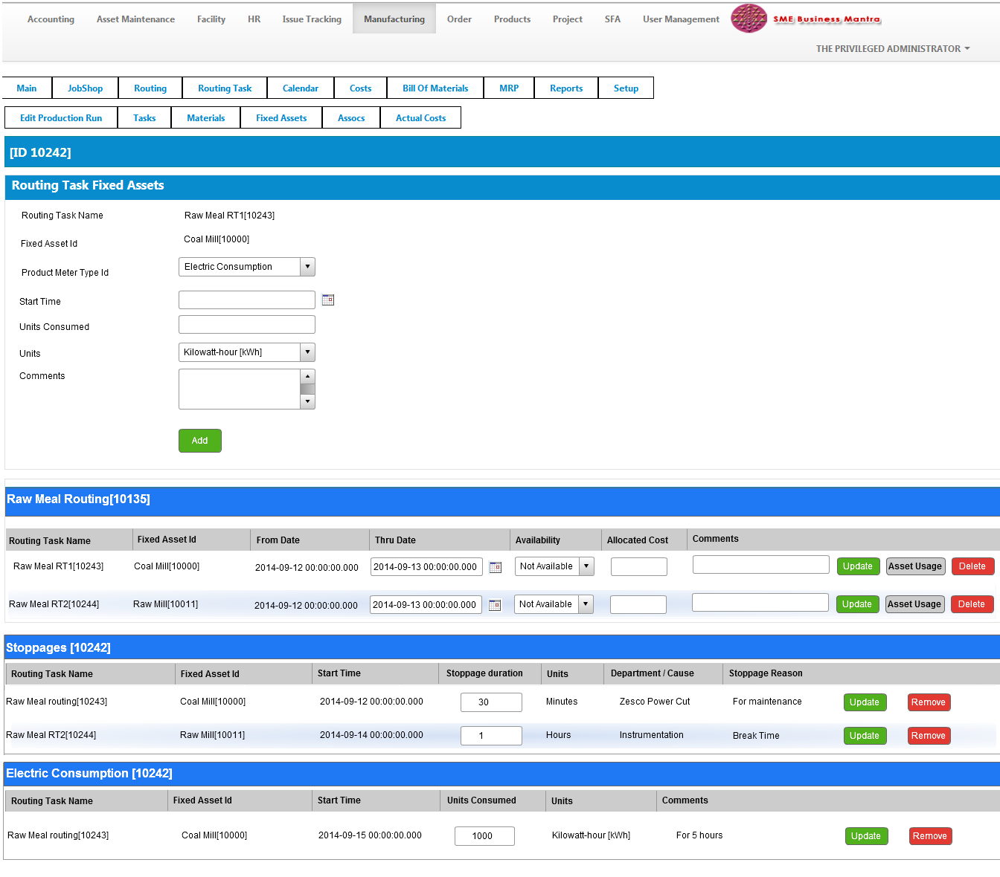 Accounting Asset Maintenance Facility HR Issue Tracking Manufacturing Order Products Project SFA User Management SME Business Mantra
THE PRIVILEGED ADMINISTRATOR
Main JobShop Routing Routing Task Calendar Costs Bill Of Materials MRP Reports Setup
Edit Production Run Tasks Materials Fixed Assets Assocs Actual Costs
[ID 10242]
Routing Task Fixed Assets
Routing Task Name Raw Meal RT1[10243]
Fixed Asset Id Coal Mill[10000]
Product Meter Type Id Electric Consumption
Start Time
Units Consumed
Units Kilowatt-hour [kWh]
Comments
Add
Raw Meal Routing[10135]
Routing Task Name Fixed Asset Id From Date Thru Date Availability Allocated Cost Comments
Raw Meal RT1[10243] Coal Mill[10000] 2014-09-12 00:00:00.000 2014-09-13 00:00:00.000 Not Available Update Asset Usage Delete
Raw Meal RT2[10244] Raw Mill[10011] 2014-09-12 00:00:00.000 2014-09-13 00:00:00.000 Not Available Update Asset Usage Delete
Stoppages [10242]
Routing Task Name Fixed Asset Id Start Time Stoppage duration Units Department / Cause Stoppage Reason
Raw Meal routing[10243] Coal Mill[10000] 2014-09-12 00:00:00.000 30 Minutes Zesco Power Cut For maintenance Update Remove
Raw Meal RT2[10244] Raw Mill[10011] 2014-09-14 00:00:00.000 1 Hours Instrumentation Break Time Update Remove
Electric Consumption [10242]
Routing Task Name Fixed Asset Id Start Time Units Consumed Units Comments
Raw Meal routing[10243] Coal Mill[10000] 2014-09-15 00:00:00.000 1000 Kilowatt-hour [kWh] For 5 hours Update Remove